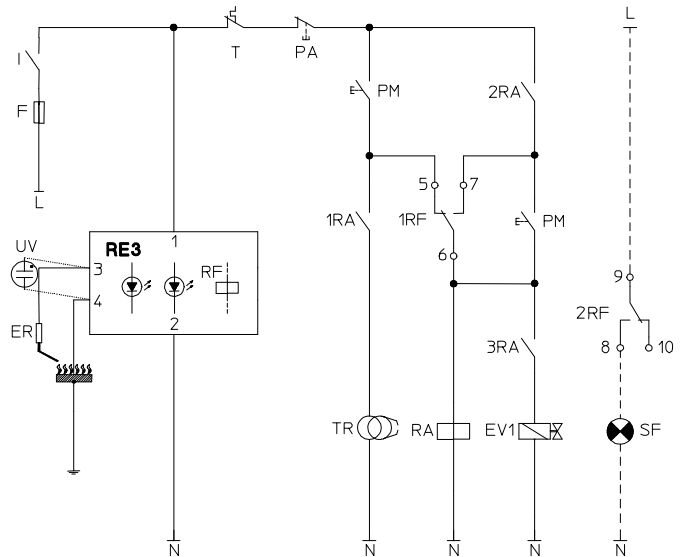 L
I
T
PA
PM
2RA
F
L
5
7
1RA
1RF
PM
UV
RE3
1
3
RF
6
4
9
2RF
ER
2
3RA
8
10
TR
RA
EV1
SF
N
N
N
N
N